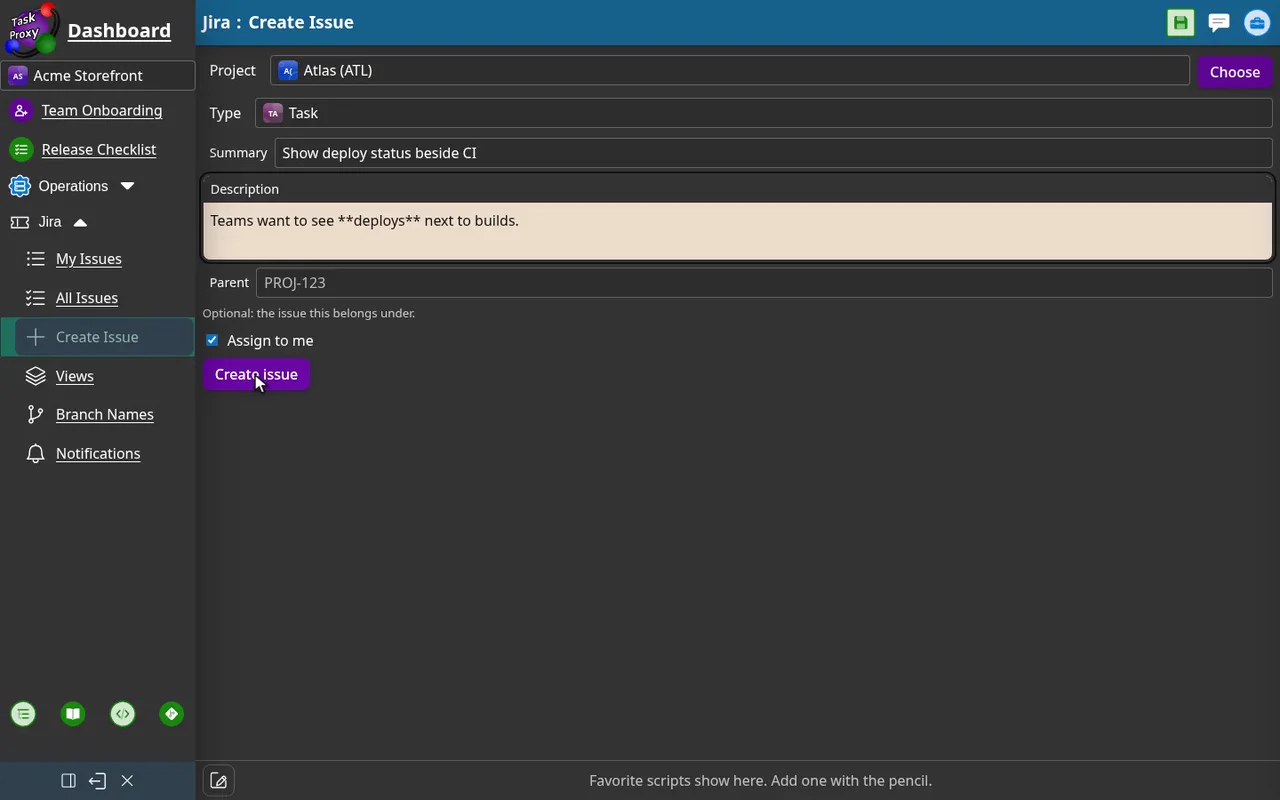 Task
Proxy
Dashboard
AS Acme Storefront
Team Onboarding
Release Checklist
Operations
Jira
My Issues
All Issues
Create Issue
Views
Branch Names
Notifications
Jira : Create Issue
Project A( Atlas (ATL) Choose
Type TA Task
Summary Show deploy status beside CI
Description
Teams want to see **deploys** next to builds.
Parent PROJ-123
Optional: the issue this belongs under.
Assign to me
Create issue
Favorite scripts show here. Add one with the pencil.